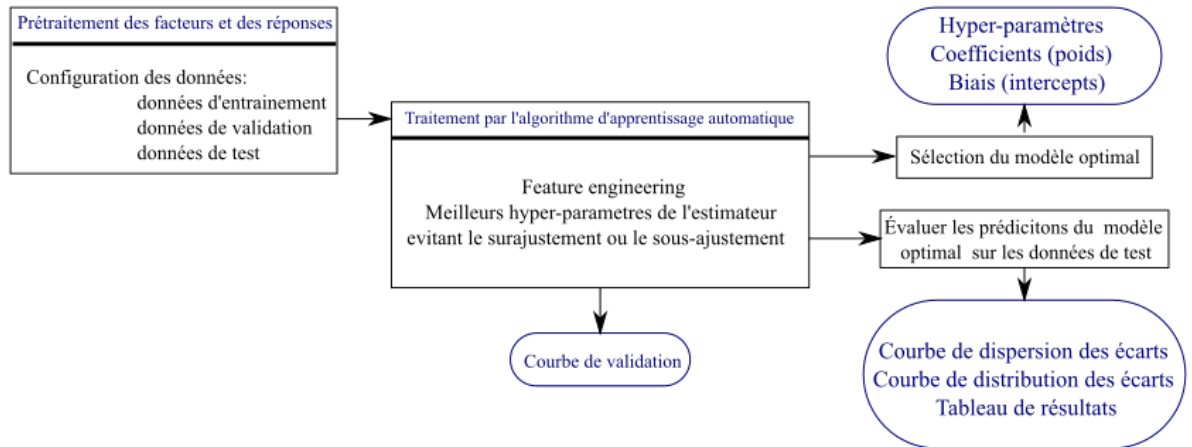 Prétraitement des facteurs et des réponses
Configuration des données:
données d'entrainement
données de validation
données de test
Traitement par l'algorithme d'apprentissage automatique
Feature engineering
Meilleurs hyper-parametres de l'estimateur
evitant le surajustement ou le sous-ajustement
Courbe de validation
Hyper-paramètres
Coefficients (poids)
Biais (intercepts)
Sélection du modèle optimal
Évaluer les prédicitons du modèle
optimal sur les données de test
Courbe de dispersion des écarts
Courbe de distribution des écarts
Tableau de résultats